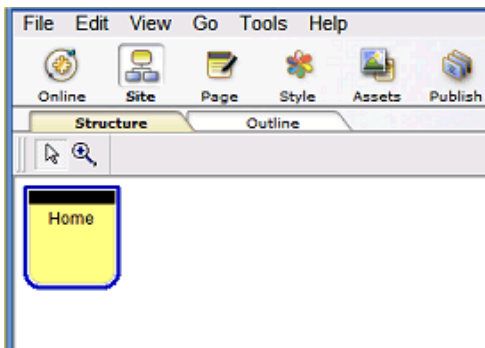 File Edit View Go Tools Help
Online Site Page Style Assets Publish
Structure Outline
Home